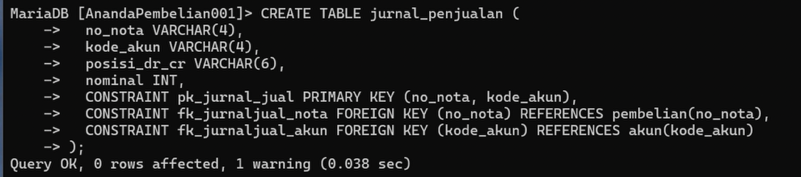 MariaDB [AnandaPembelian001]> CREATE TABLE jurnal_penjualan (
    ->   no_nota VARCHAR(4),
    ->   kode_akun VARCHAR(4),
    ->   posisi_dr_cr VARCHAR(6),
    ->   nominal INT,
    ->   CONSTRAINT pk_jurnal_jual PRIMARY KEY (no_nota, kode_akun),
    ->   CONSTRAINT fk_jurnaljual_nota FOREIGN KEY (no_nota) REFERENCES pembelian(no_nota),
    ->   CONSTRAINT fk_jurnaljual_akun FOREIGN KEY (kode_akun) REFERENCES akun(kode_akun)
    -> );
Query OK, 0 rows affected, 1 warning (0.038 sec)